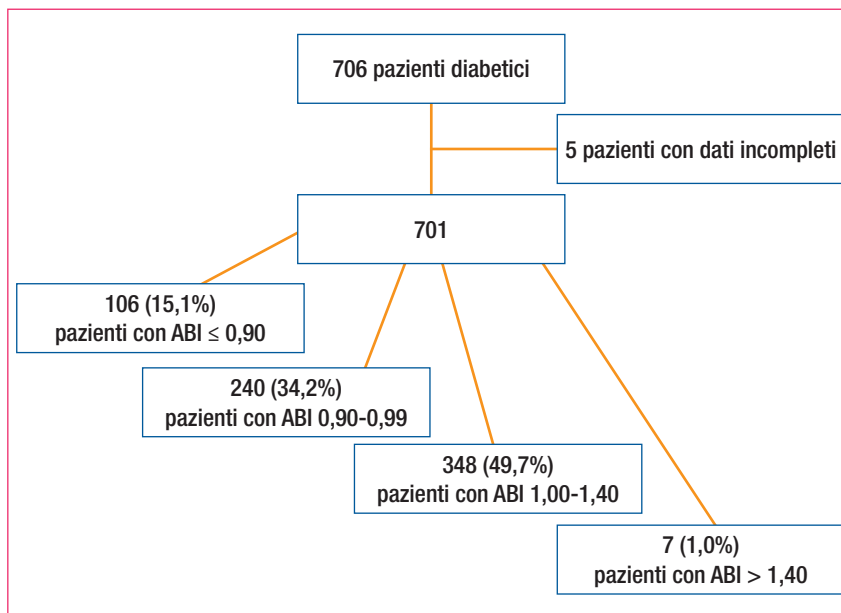 706 pazienti diabetici
5 pazienti con dati incompleti
701
106 (15,1%)
pazienti con ABI ≤ 0,90
240 (34,2%)
pazienti con ABI 0,90-0,99
348 (49,7%)
pazienti con ABI 1,00-1,40
7 (1,0%)
pazienti con ABI > 1,40